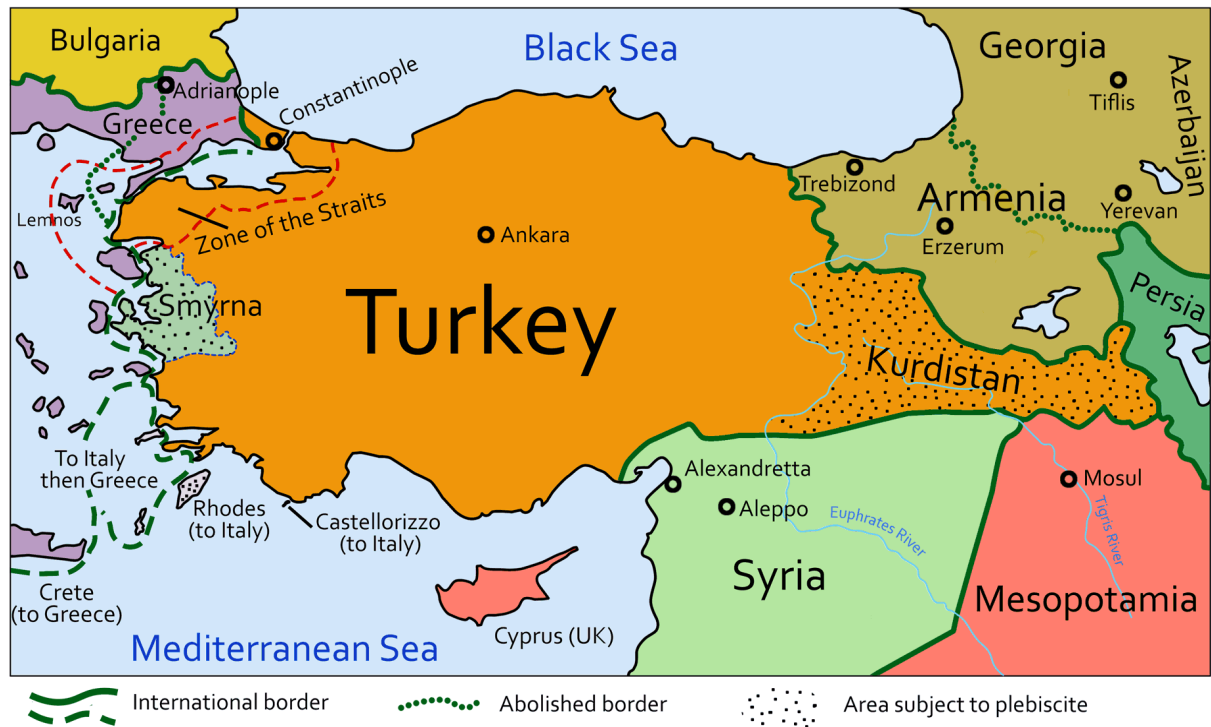 Bulgaria
Black Sea
Georgia
Azerbaijan
Adrianople
Constantinople
Tiflis
Greece
Trebizond
Armenia
Yerevan
Lemnos
Zone of the Straits
Ankara
Erzerum
Smyrna
Turkey
Persia
Kurdistan
To Italy
then Greece
Rhodes
(to Italy)
Castellorizzo
(to Italy)
Alexandretta
Aleppo
Mosul
Euphrates River
Tigris River
Syria
Mesopotamia
Crete
(to Greece)
Cyprus (UK)
Mediterranean Sea
International border
Abolished border
Area subject to plebiscite